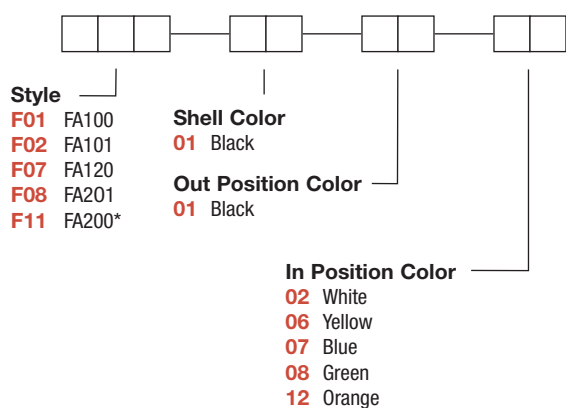 Style
F01 FA100
F02 FA101
F07 FA120
F08 FA201
F11 FA200*
Shell Color
01 Black
Out Position Color
01 Black
In Position Color
02 White
06 Yellow
07 Blue
08 Green
12 Orange